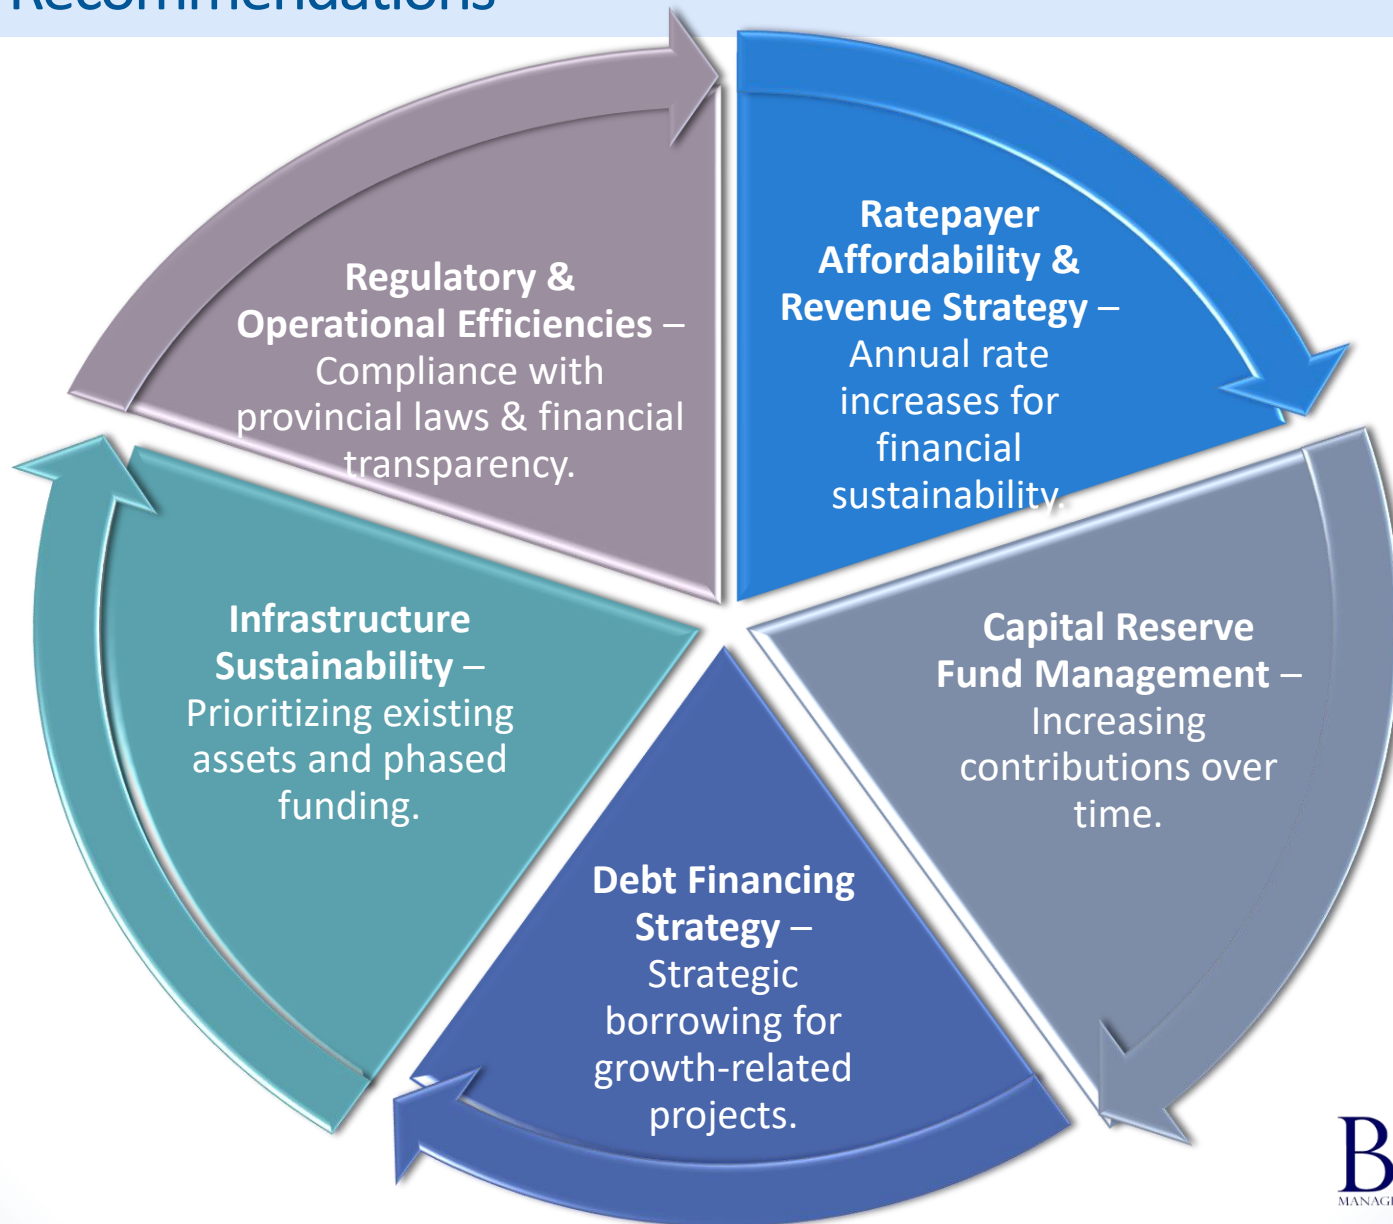 Recommendations
Ratepayer
Affordability &
Revenue Strategy –
Annual rate
increases for
financial
sustainability.
Capital Reserve
Fund Management –
Increasing
contributions over
time.
Debt Financing
Strategy –
Strategic
borrowing for
growth-related
projects.
Infrastructure
Sustainability –
Prioritizing existing
assets and phased
funding.
Regulatory &
Operational Efficiencies –
Compliance with
provincial laws & financial
transparency.
B